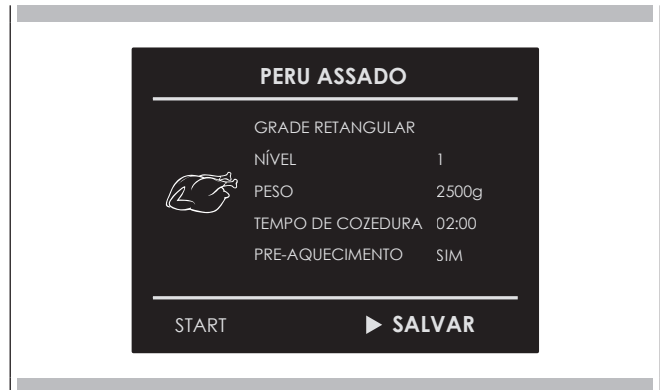 PERU ASSADO
GRADE RETANGULAR
NÍVEL 1
PESO 2500g
TEMPO DE COZEDURA 02:00
PRE-AQUECIMENTO SIM
START ▶ SALVAR